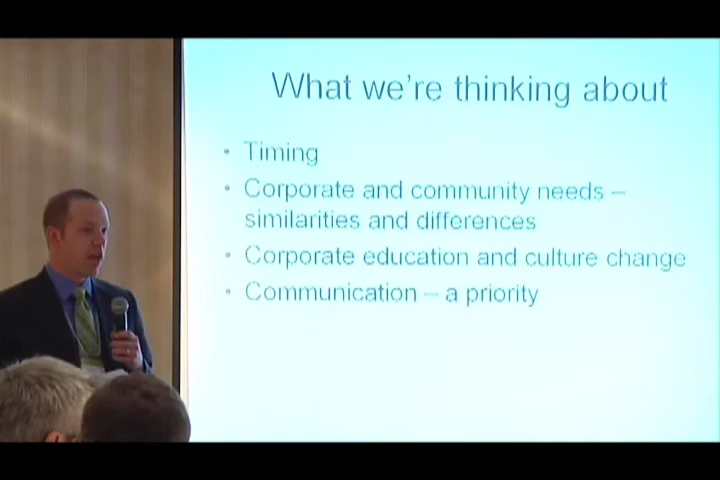 What we're thinking about
• Timing
• Corporate and community needs –
similarities and differences
• Corporate education and culture change
• Communication – a priority